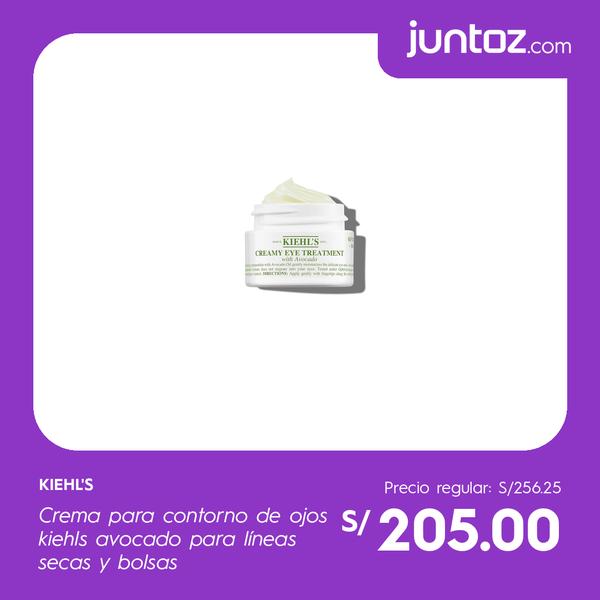 juntoz.com
KIEHL'S
CREAMY EYE TREATMENT
with Avocado
KIEHL'S
Crema para contorno de ojos
kiehls avocado para líneas
secas y bolsas
Precio regular: S/256.25
S/ 205.00